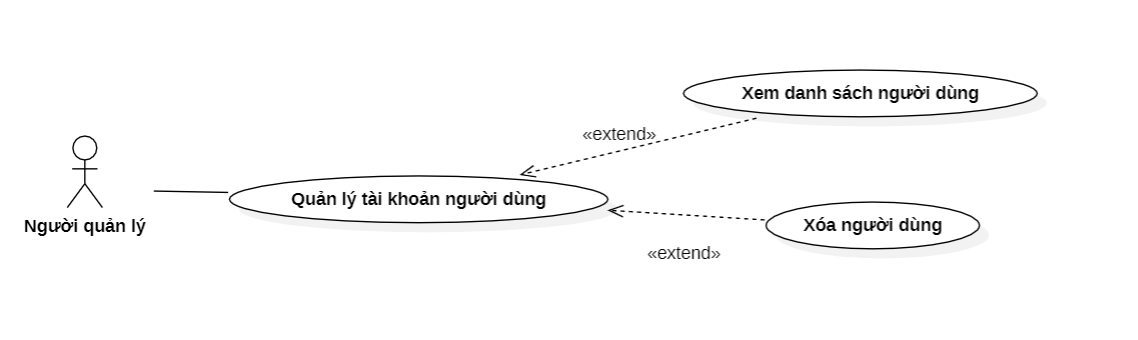 Xem danh sách người dùng
«extend»
Quản lý tài khoản người dùng
Người quản lý
Xóa người dùng
«extend»